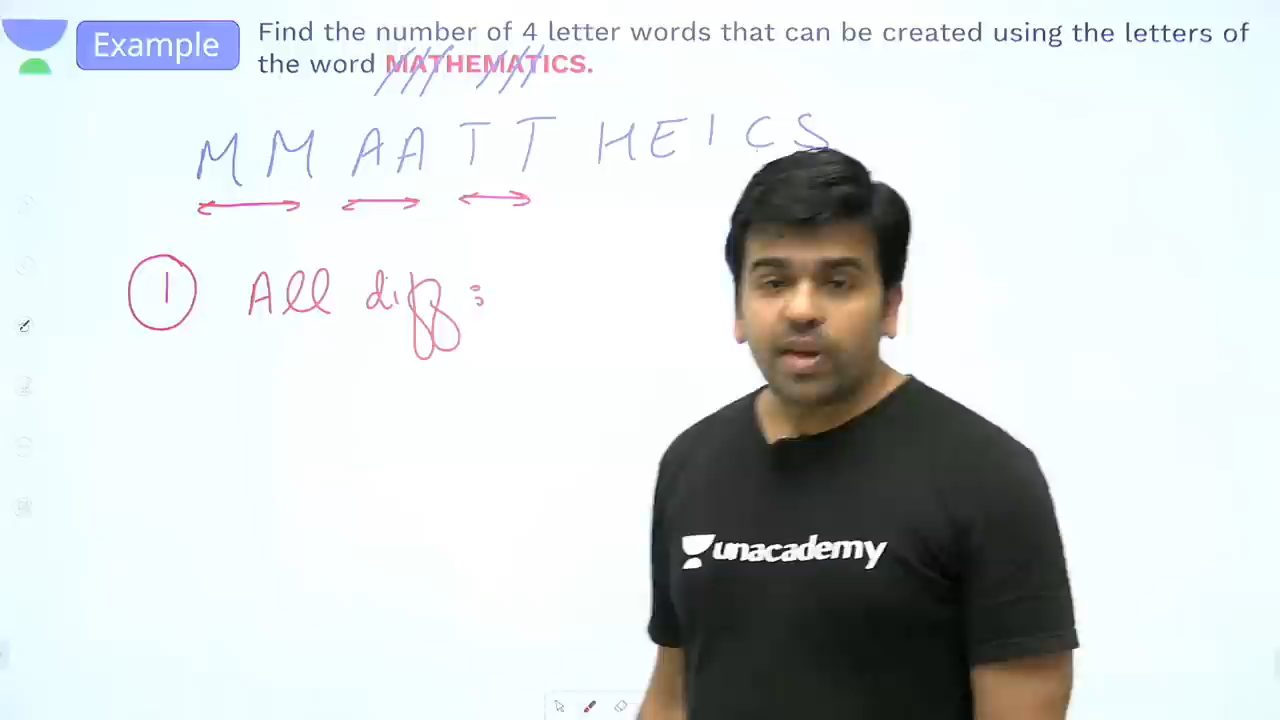 Example
Find the number of 4 letter words that can be created using the letters of
the word MATHEMATICS.
M M A A T T H E I C S
1 All diff :
unacademy